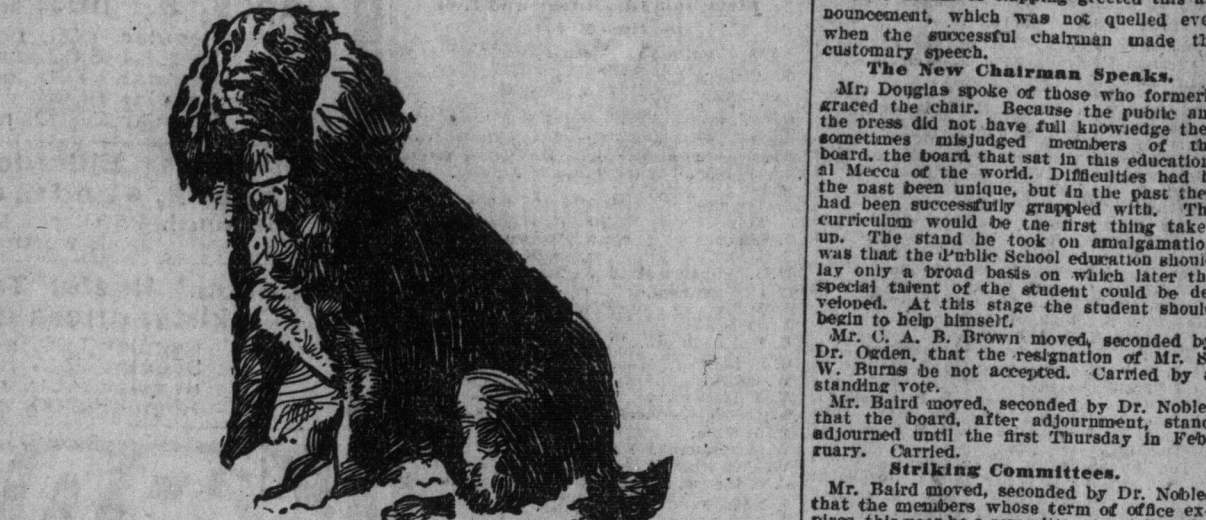 nouncement, which was not quelled eve
when the successful chairman made th
customary speech.
The New Chairman Speaks.
Mr. Douglas spoke of those who former
graced the chair. Because the public an
the press did not have full knowledge the
sometimes misjudged members of th
board, the board that sat in this education
al Mecca of the world. Difficulties had b
the past been unique, but in the past the
had been successfully grappled with. Th
curriculum would be the first thing take
up. The stand he took on amalgamatio
was that the Public School education shoul
lay only a broad basis on which later th
special talent of the student could be de
veloped. At this stage the student shoul
begin to help himself.
Mr. C. A. B. Brown moved, seconded b
Dr. Ogden, that the resignation of Mr. S
W. Burns be not accepted. Carried by a
standing vote.
Mr. Baird moved, seconded by Dr. Noble
that the board, after adjournment, stand
adjourned until the first Thursday in Feb
ruary. Carried.
Striking Committees.
Mr. Baird moved, seconded by Dr. Noble
that the members whose term of office ex